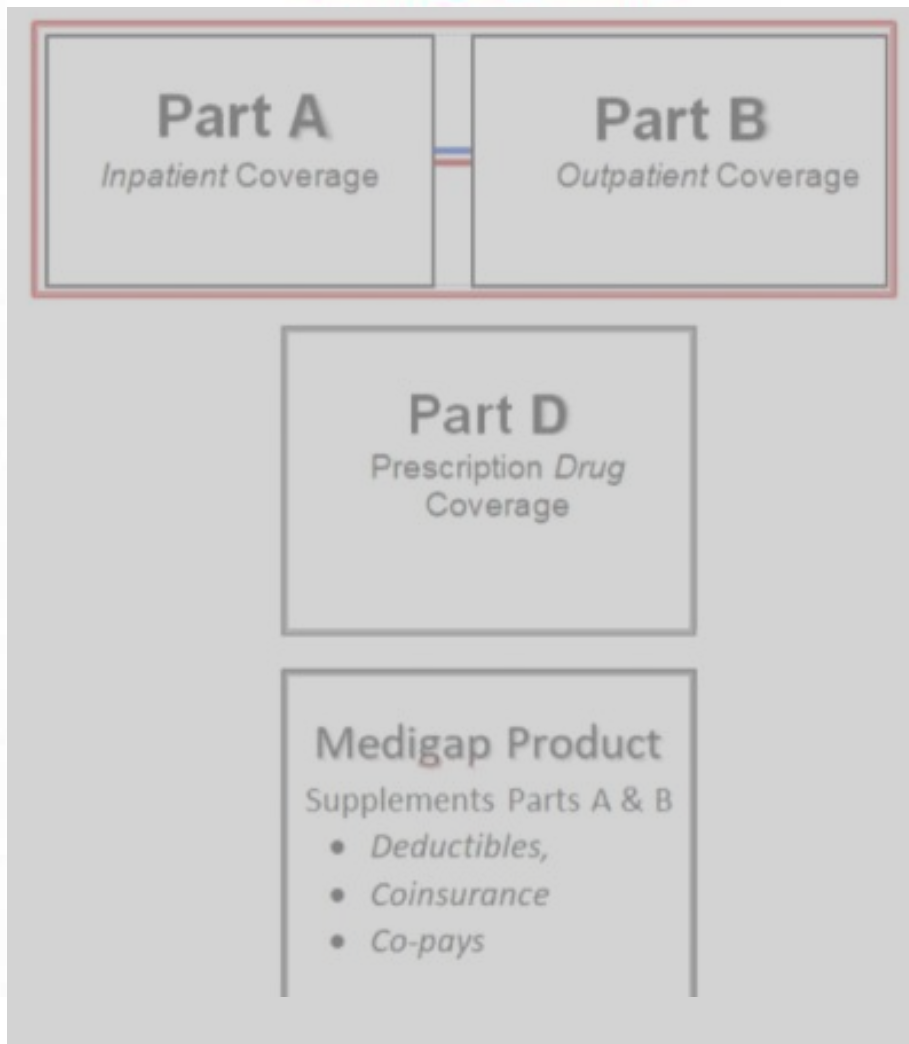 Part A
Inpatient Coverage
Part B
Outpatient Coverage
Part D
Prescription Drug
Coverage
Medigap Product
Supplements Parts A & B
• Deductibles,
• Coinsurance
• Co-pays